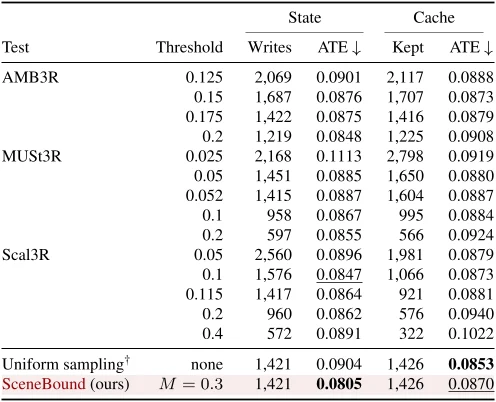 State Cache
Test Threshold Writes ATE ↓ Kept ATE ↓
AMB3R 0.125 2,069 0.0901 2,117 0.0888
0.15 1,687 0.0876 1,707 0.0873
0.175 1,422 0.0875 1,416 0.0879
0.2 1,219 0.0848 1,225 0.0908
MUSt3R 0.025 2,168 0.1113 2,798 0.0919
0.05 1,451 0.0885 1,650 0.0880
0.052 1,415 0.0887 1,604 0.0887
0.1 958 0.0867 995 0.0884
0.2 597 0.0855 566 0.0924
Scal3R 0.05 2,560 0.0896 1,981 0.0879
0.1 1,576 0.0847 1,066 0.0873
0.115 1,417 0.0864 921 0.0881
0.2 960 0.0862 576 0.0940
0.4 572 0.0891 322 0.1022
Uniform sampling† none 1,421 0.0904 1,426 0.0853
SceneBound (ours) M = 0.3 1,421 0.0805 1,426 0.0870